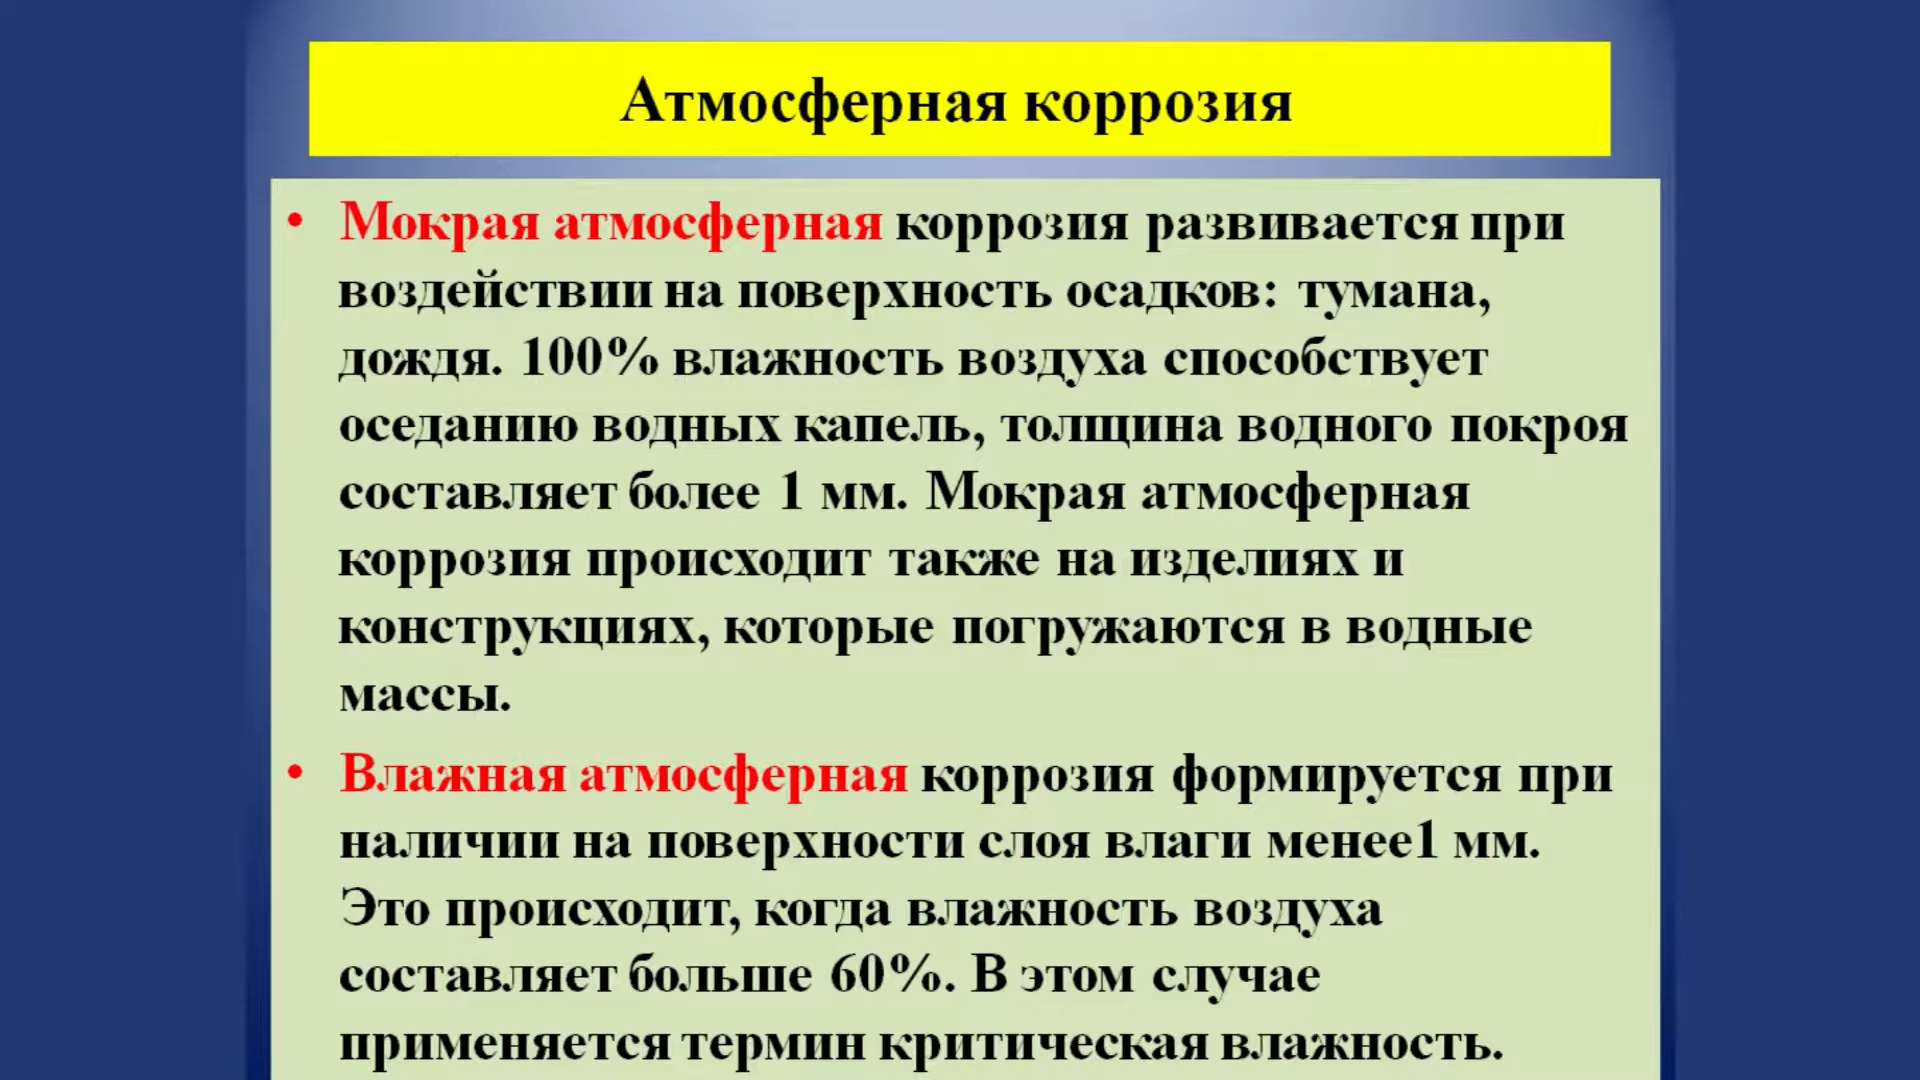 Атмосферная коррозия
• Мокрая атмосферная коррозия развивается при
воздействии на поверхность осадков: тумана,
дождя. 100% влажность воздуха способствует
оседанию водных капель, толщина водного покроя
составляет более 1 мм. Мокрая атмосферная
коррозия происходит также на изделиях и
конструкциях, которые погружаются в водные
массы.
• Влажная атмосферная коррозия формируется при
наличии на поверхности слоя влаги менее1 мм.
Это происходит, когда влажность воздуха
составляет больше 60%. В этом случае
применяется термин критическая влажность.